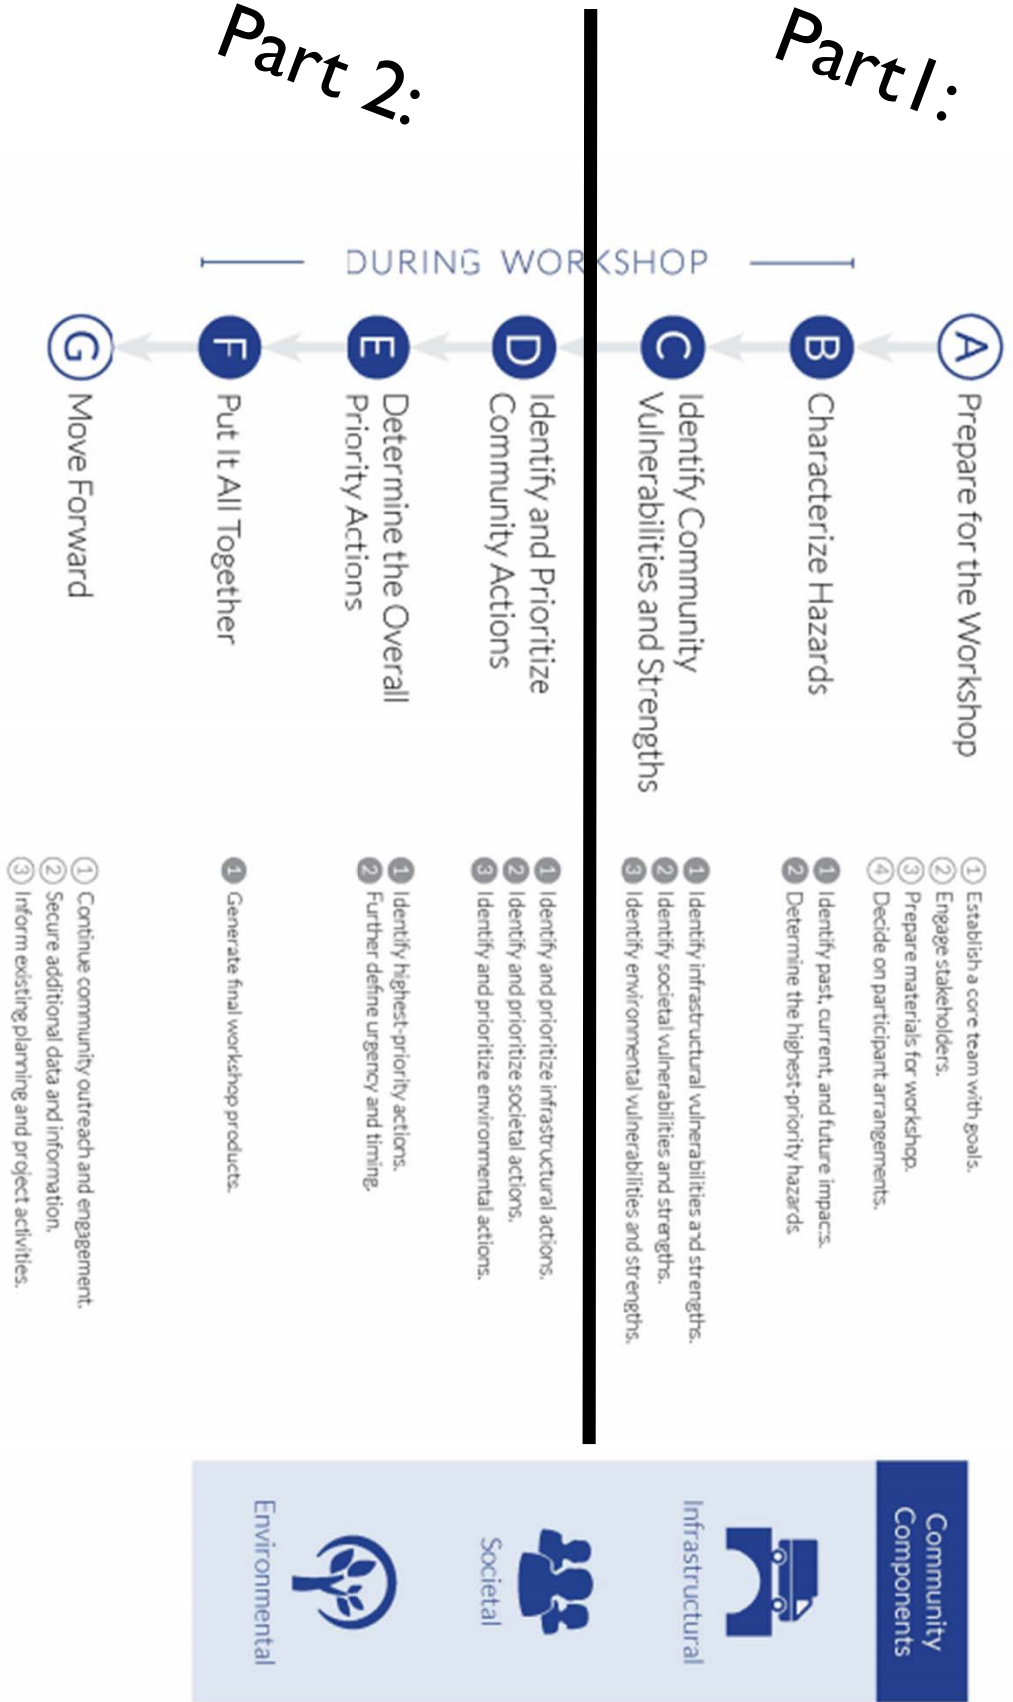 Part1:
DURING WORKSHOP
A
Prepare for the Workshop
1 Establish a core team with goals.
2 Engage stakeholders.
3 Prepare materials for workshop.
4 Decide on participant arrangements.
B
Characterize Hazards
1 Identify past, current, and future impacts.
2 Determine the highest-priority hazards
C
Identify Community
Vulnerabilities and Strengths
1 Identify infrastructural vulnerabilities and strengths.
2 Identify societal vulnerabilities and strengths.
3 Identify environmental vulnerabilities and strengths.
Part 2:
D
Identify and Prioritize
Community Actions
1 Identify and prioritize infrastructural actions.
2 Identify and prioritize societal actions.
3 Identify and prioritize environmental actions.
E
Determine the Overall
Priority Actions
1 Identify highest-priority actions.
2 Further define urgency and timing.
F
Put It All Together
1 Generate final workshop products.
G
Move Forward
1 Continue community outreach and engagement.
2 Secure additional data and information.
3 Inform existing planning and project activities.
Community
Components
Infrastructural
Societal
Environmental